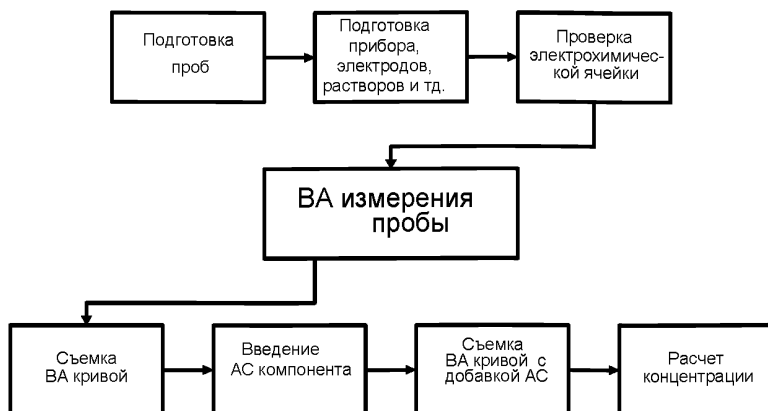 Подготовка
проб
Подготовка
прибора,
электродов,
растворов и тд.
Проверка
электрохимичес-
кой ячейки
ВА измерения
пробы
Съемка
ВА кривой
Введение
АС компонента
Съемка
ВА кривой с
добавкой АС
Расчет
концентрации